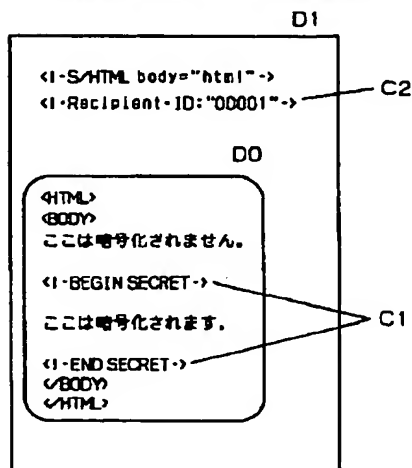 D1
<!-S/HTML body="html"->
<!-Recipient-ID:"00001"->
C2
D0
<HTML>
<BODY>
ここは暗号化されません。
<!-BEGIN SECRET->
ここは暗号化されます。
C1
<!-END SECRET->
</BODY>
</HTML>